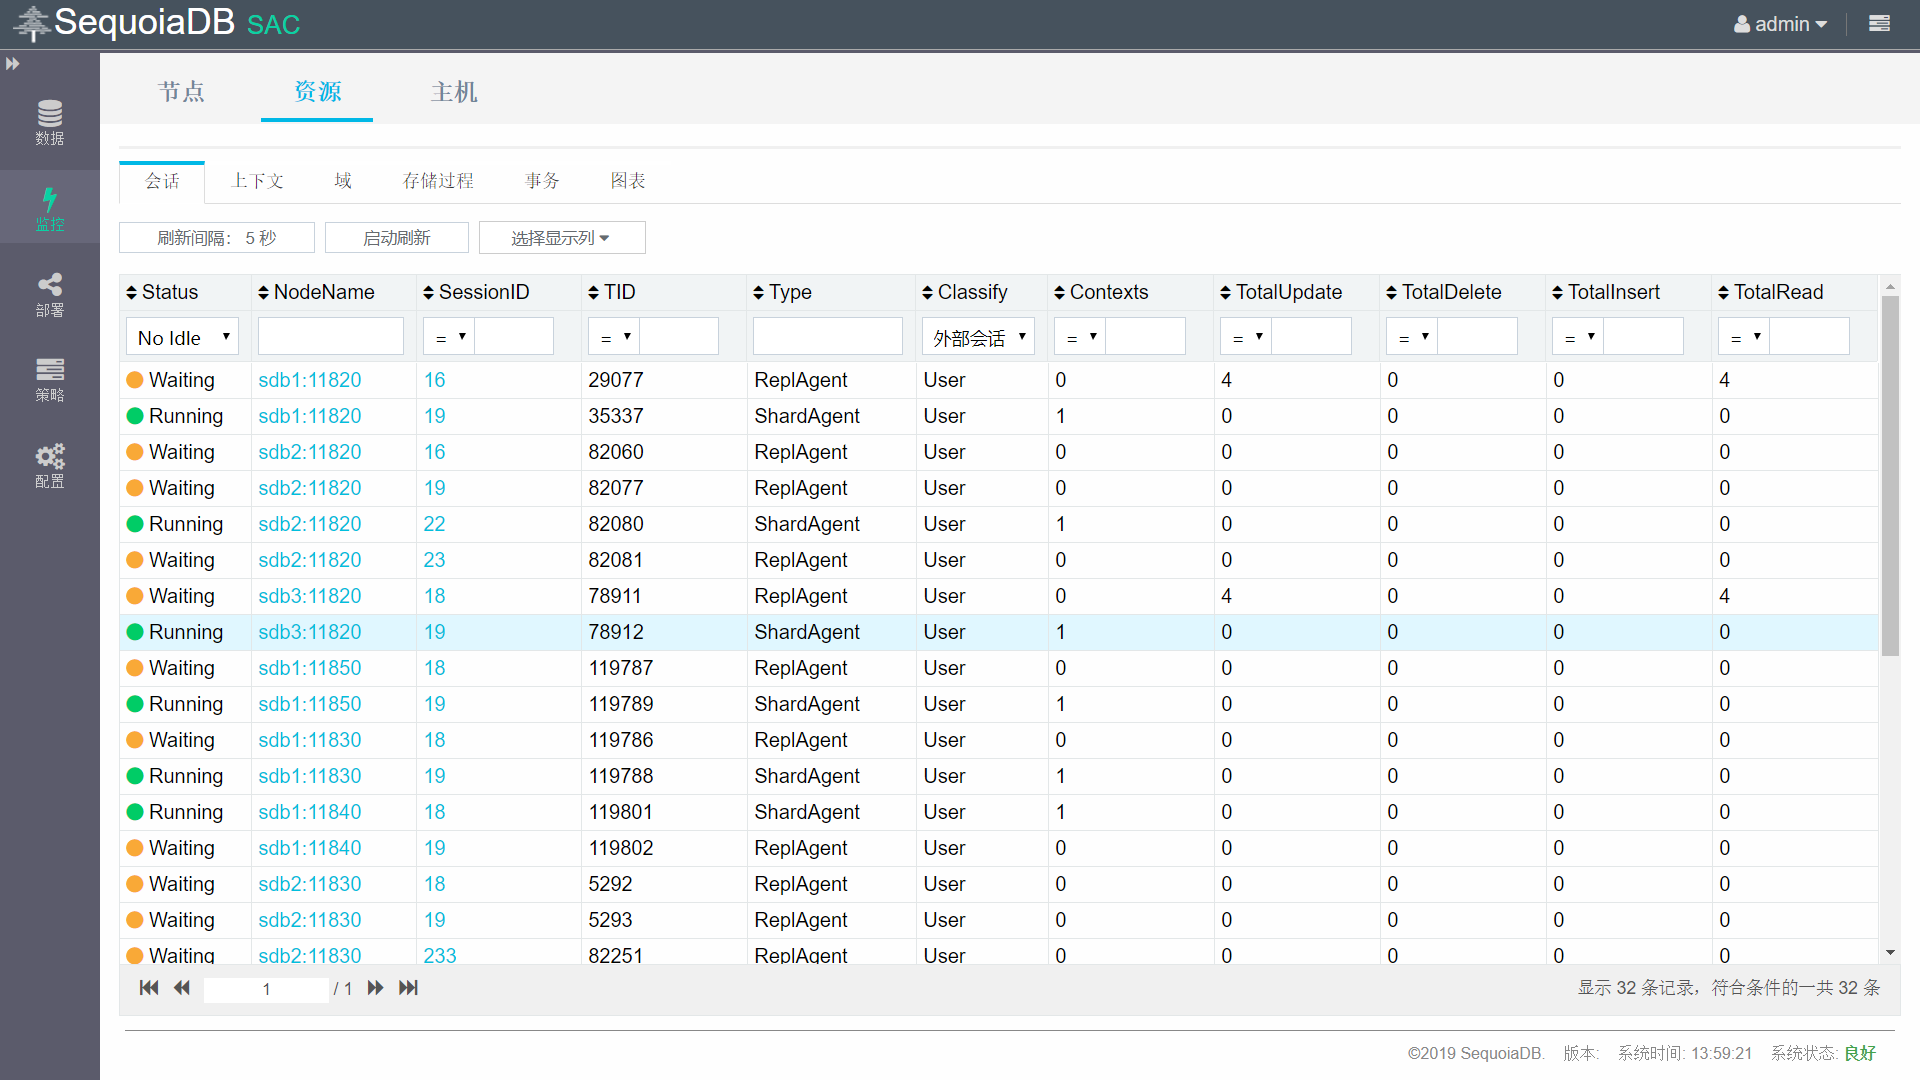 SequoiaDB SAC admin
节点 资源 主机
数据
监控
部署
策略
配置
会话 上下文 域 存储过程 事务 图表
刷新间隔: 5 秒 启动刷新 选择显示列
Status NodeName SessionID TID Type Classify Contexts TotalUpdate TotalDelete TotalInsert TotalRead
No Idle = = 外部会话 = = = = =
Waiting sdb1:11820 16 29077 ReplAgent User 0 4 0 0 4
Running sdb1:11820 19 35337 ShardAgent User 1 0 0 0 0
Waiting sdb2:11820 16 82060 ReplAgent User 0 0 0 0 0
Waiting sdb2:11820 19 82077 ReplAgent User 0 0 0 0 0
Running sdb2:11820 22 82080 ShardAgent User 1 0 0 0 0
Waiting sdb2:11820 23 82081 ReplAgent User 0 0 0 0 0
Waiting sdb3:11820 18 78911 ReplAgent User 0 4 0 0 4
Running sdb3:11820 19 78912 ShardAgent User 1 0 0 0 0
Waiting sdb1:11850 18 119787 ReplAgent User 0 0 0 0 0
Running sdb1:11850 19 119789 ShardAgent User 1 0 0 0 0
Waiting sdb1:11830 18 119786 ReplAgent User 0 0 0 0 0
Running sdb1:11830 19 119788 ShardAgent User 1 0 0 0 0
Running sdb1:11840 18 119801 ShardAgent User 1 0 0 0 0
Waiting sdb1:11840 19 119802 ReplAgent User 0 0 0 0 0
Waiting sdb2:11830 18 5292 ReplAgent User 0 0 0 0 0
Waiting sdb2:11830 19 5293 ReplAgent User 0 0 0 0 0
Waiting sdb2:11830 233 82251 ReplAgent User 0 0 0 0 0
1 / 1 显示 32 条记录，符合条件的一共 32 条
©2019 SequoiaDB. 版本: 系统时间: 13:59:21 系统状态: 良好